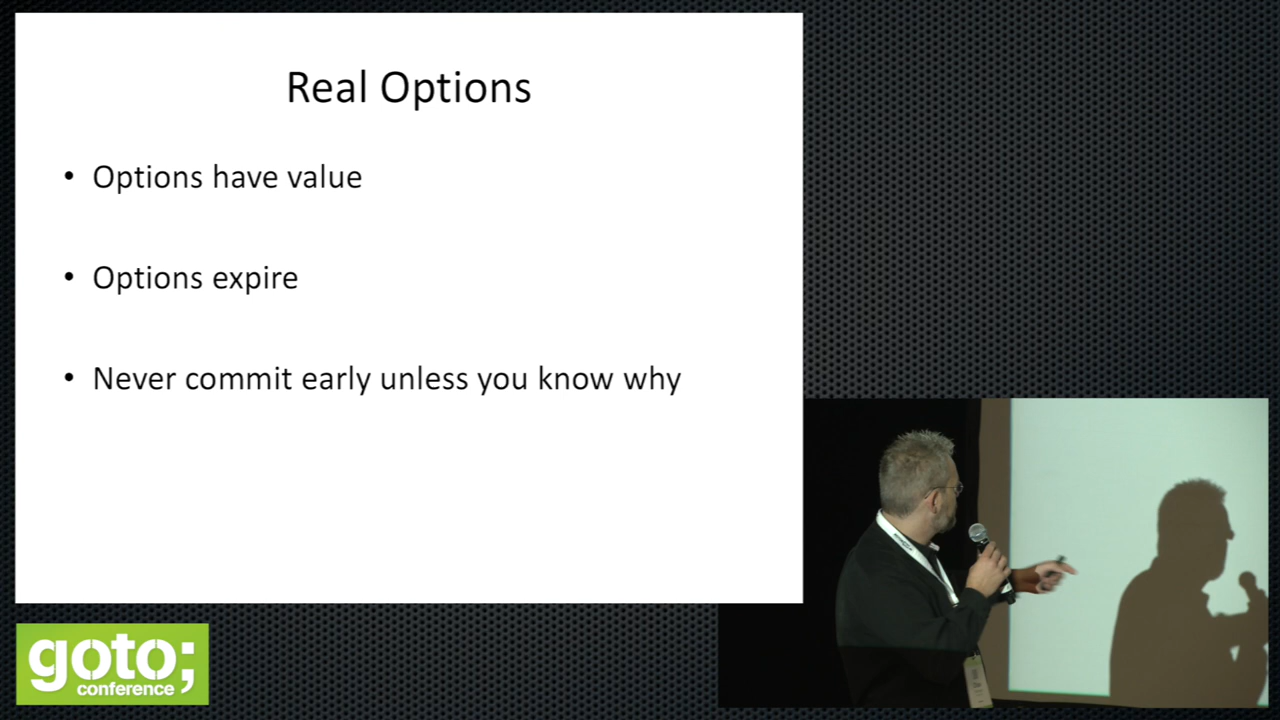 Real Options
• Options have value
• Options expire
• Never commit early unless you know why
goto;
conference